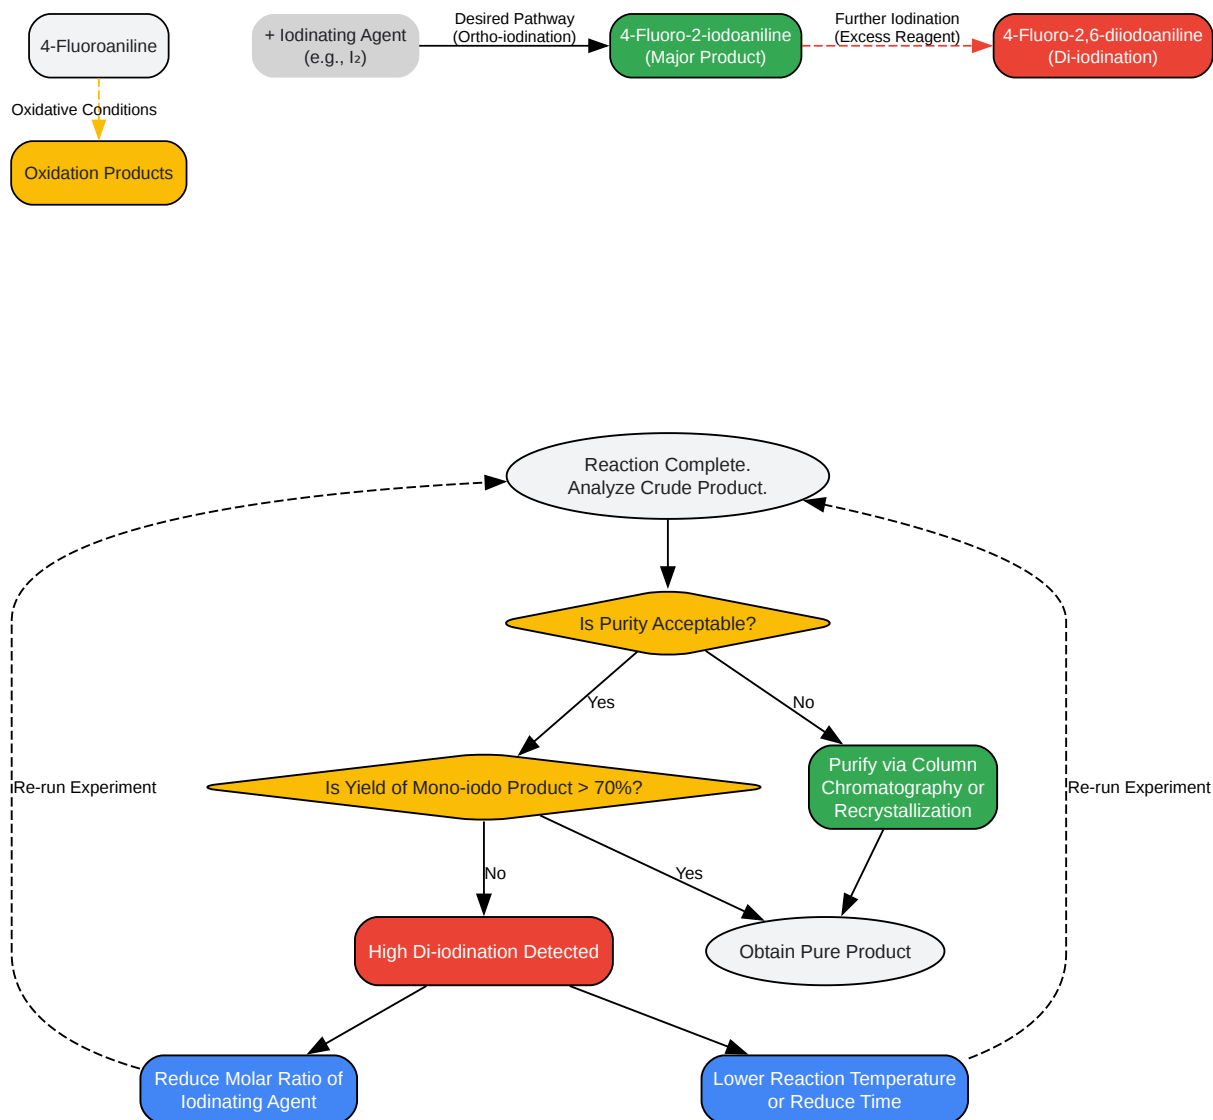 4-Fluoroaniline
+ Iodinating Agent
(e.g., I₂)
Desired Pathway
(Ortho-iodination)
4-Fluoro-2-iodoaniline
(Major Product)
Further Iodination
(Excess Reagent)
4-Fluoro-2,6-diiodoaniline
(Di-iodination)
Oxidative Conditions
Oxidation Products
Reaction Complete.
Analyze Crude Product.
Is Purity Acceptable?
Yes
No
Is Yield of Mono-iodo Product > 70%?
Purify via Column
Chromatography or
Recrystallization
Re-run Experiment
Re-run Experiment
No
Yes
High Di-iodination Detected
Obtain Pure Product
Reduce Molar Ratio of
Iodinating Agent
Lower Reaction Temperature
or Reduce Time